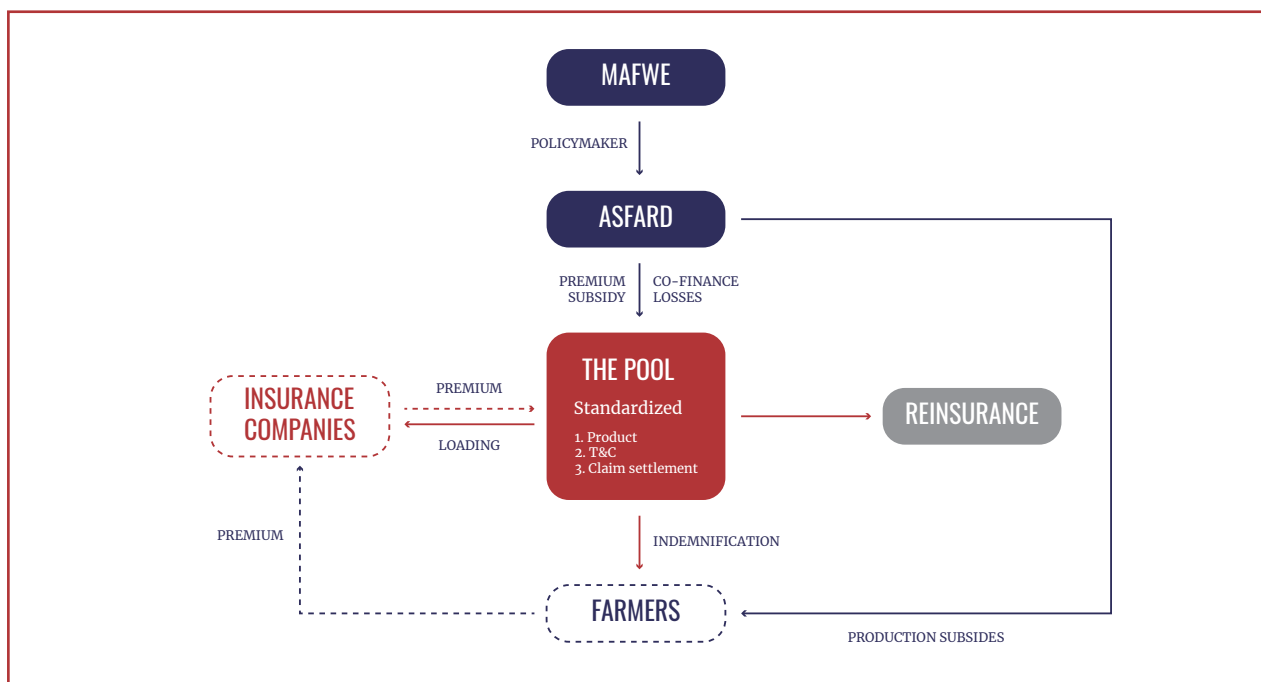 MAFWE
POLICYMAKER
ASFARD
PREMIUM
SUBSIDY
CO-FINANCE
LOSSES
THE POOL
Standardized
1. Product
2. T&C
3. Claim settlement
INSURANCE
COMPANIES
PREMIUM
LOADING
REINSURANCE
PREMIUM
INDEMNIFICATION
FARMERS
PRODUCTION SUBSIDES